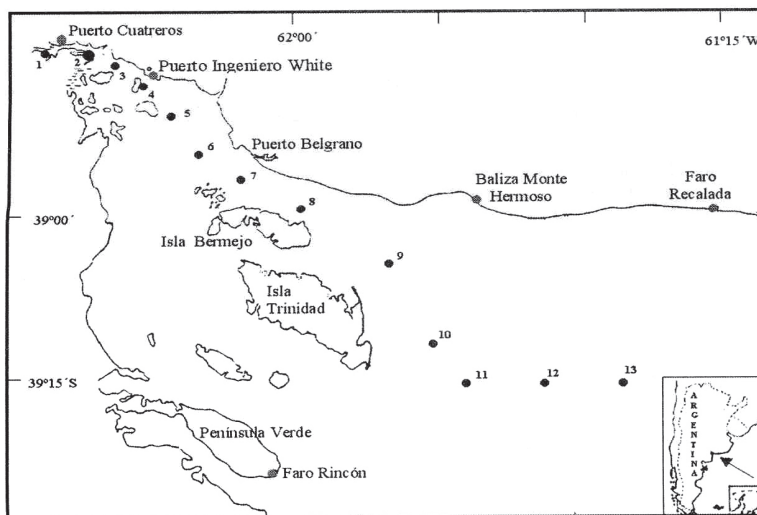 62°00´
61°15´W
Puerto Cuatreros
1
2
3
Puerto Ingeniero White
4
5
6
Puerto Belgrano
7
Baliza Monte
Hermoso
Faro
Recalada
8
39°00´
Isla Bermejo
9
Isla
Trinidad
10
39°15´S
11
12
13
ARGENTINA
Península Verde
Faro Rincón